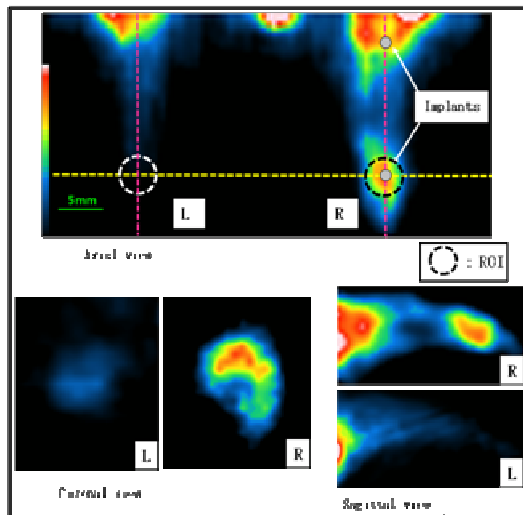 Implants
L
R
5mm
Axial view
: ROI
R
L
R
L
Coronal view
Sagittal view